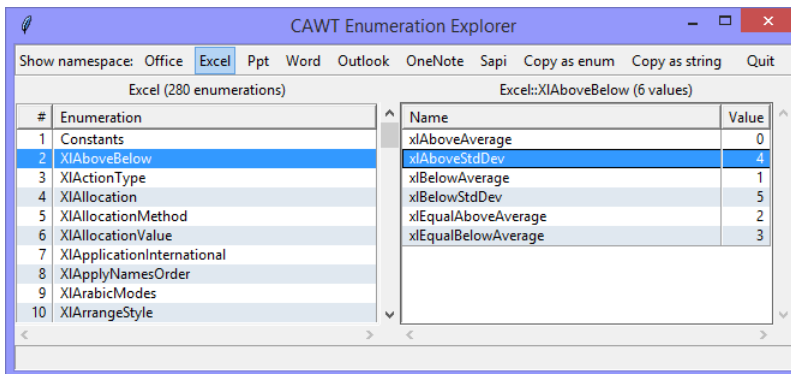 CAWT Enumeration Explorer
Show namespace: Office Excel Ppt Word Outlook OneNote Sapi Copy as enum Copy as string Quit
Excel (280 enumerations) Excel::XlAboveBelow (6 values)
# Enumeration Name Value
1 Constants xlAboveAverage 0
2 XlAboveBelow xlAboveStdDev 4
3 XlActionType xlBelowAverage 1
4 XlAllocation xlBelowStdDev 5
5 XlAllocationMethod xlEqualAboveAverage 2
6 XlAllocationValue xlEqualBelowAverage 3
7 XlApplicationInternational
8 XlApplyNamesOrder
9 XlArabicModes
10 XlArrangeStyle